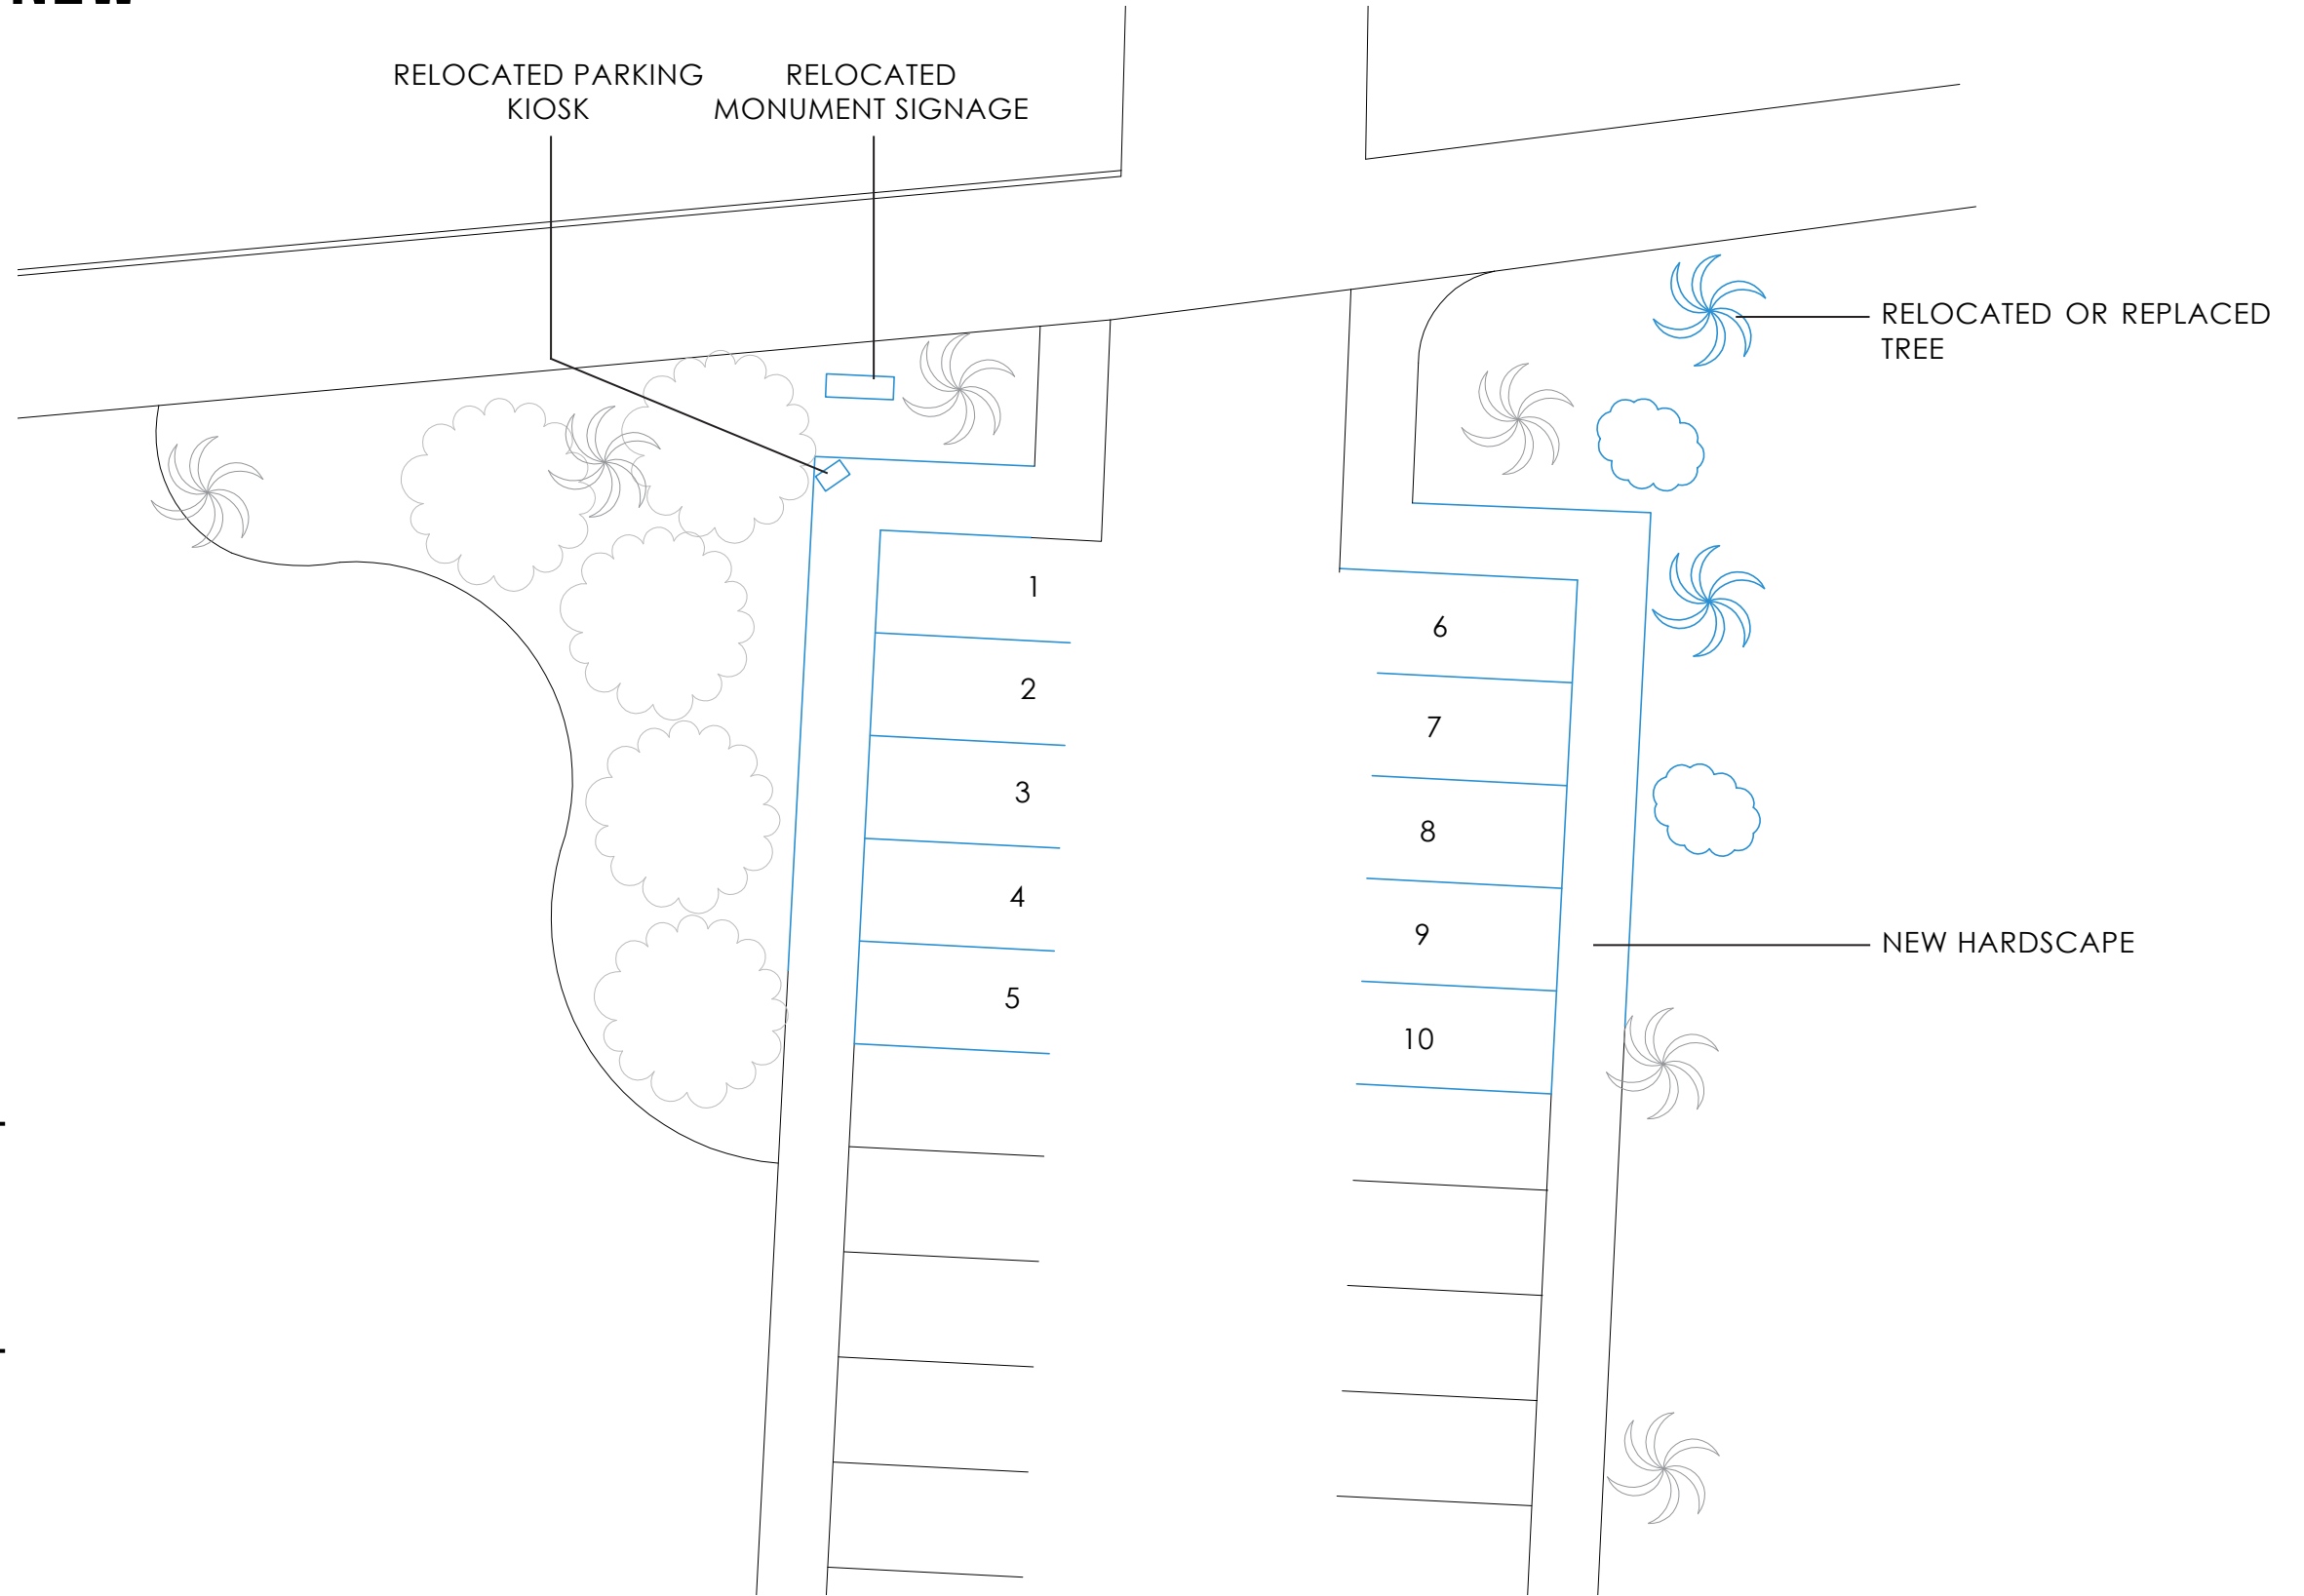 NEW
RELOCATED PARKING
KIOSK
RELOCATED
MONUMENT SIGNAGE
RELOCATED OR REPLACED
TREE
1
2
3
4
5
6
7
8
9
10
NEW HARDSCAPE